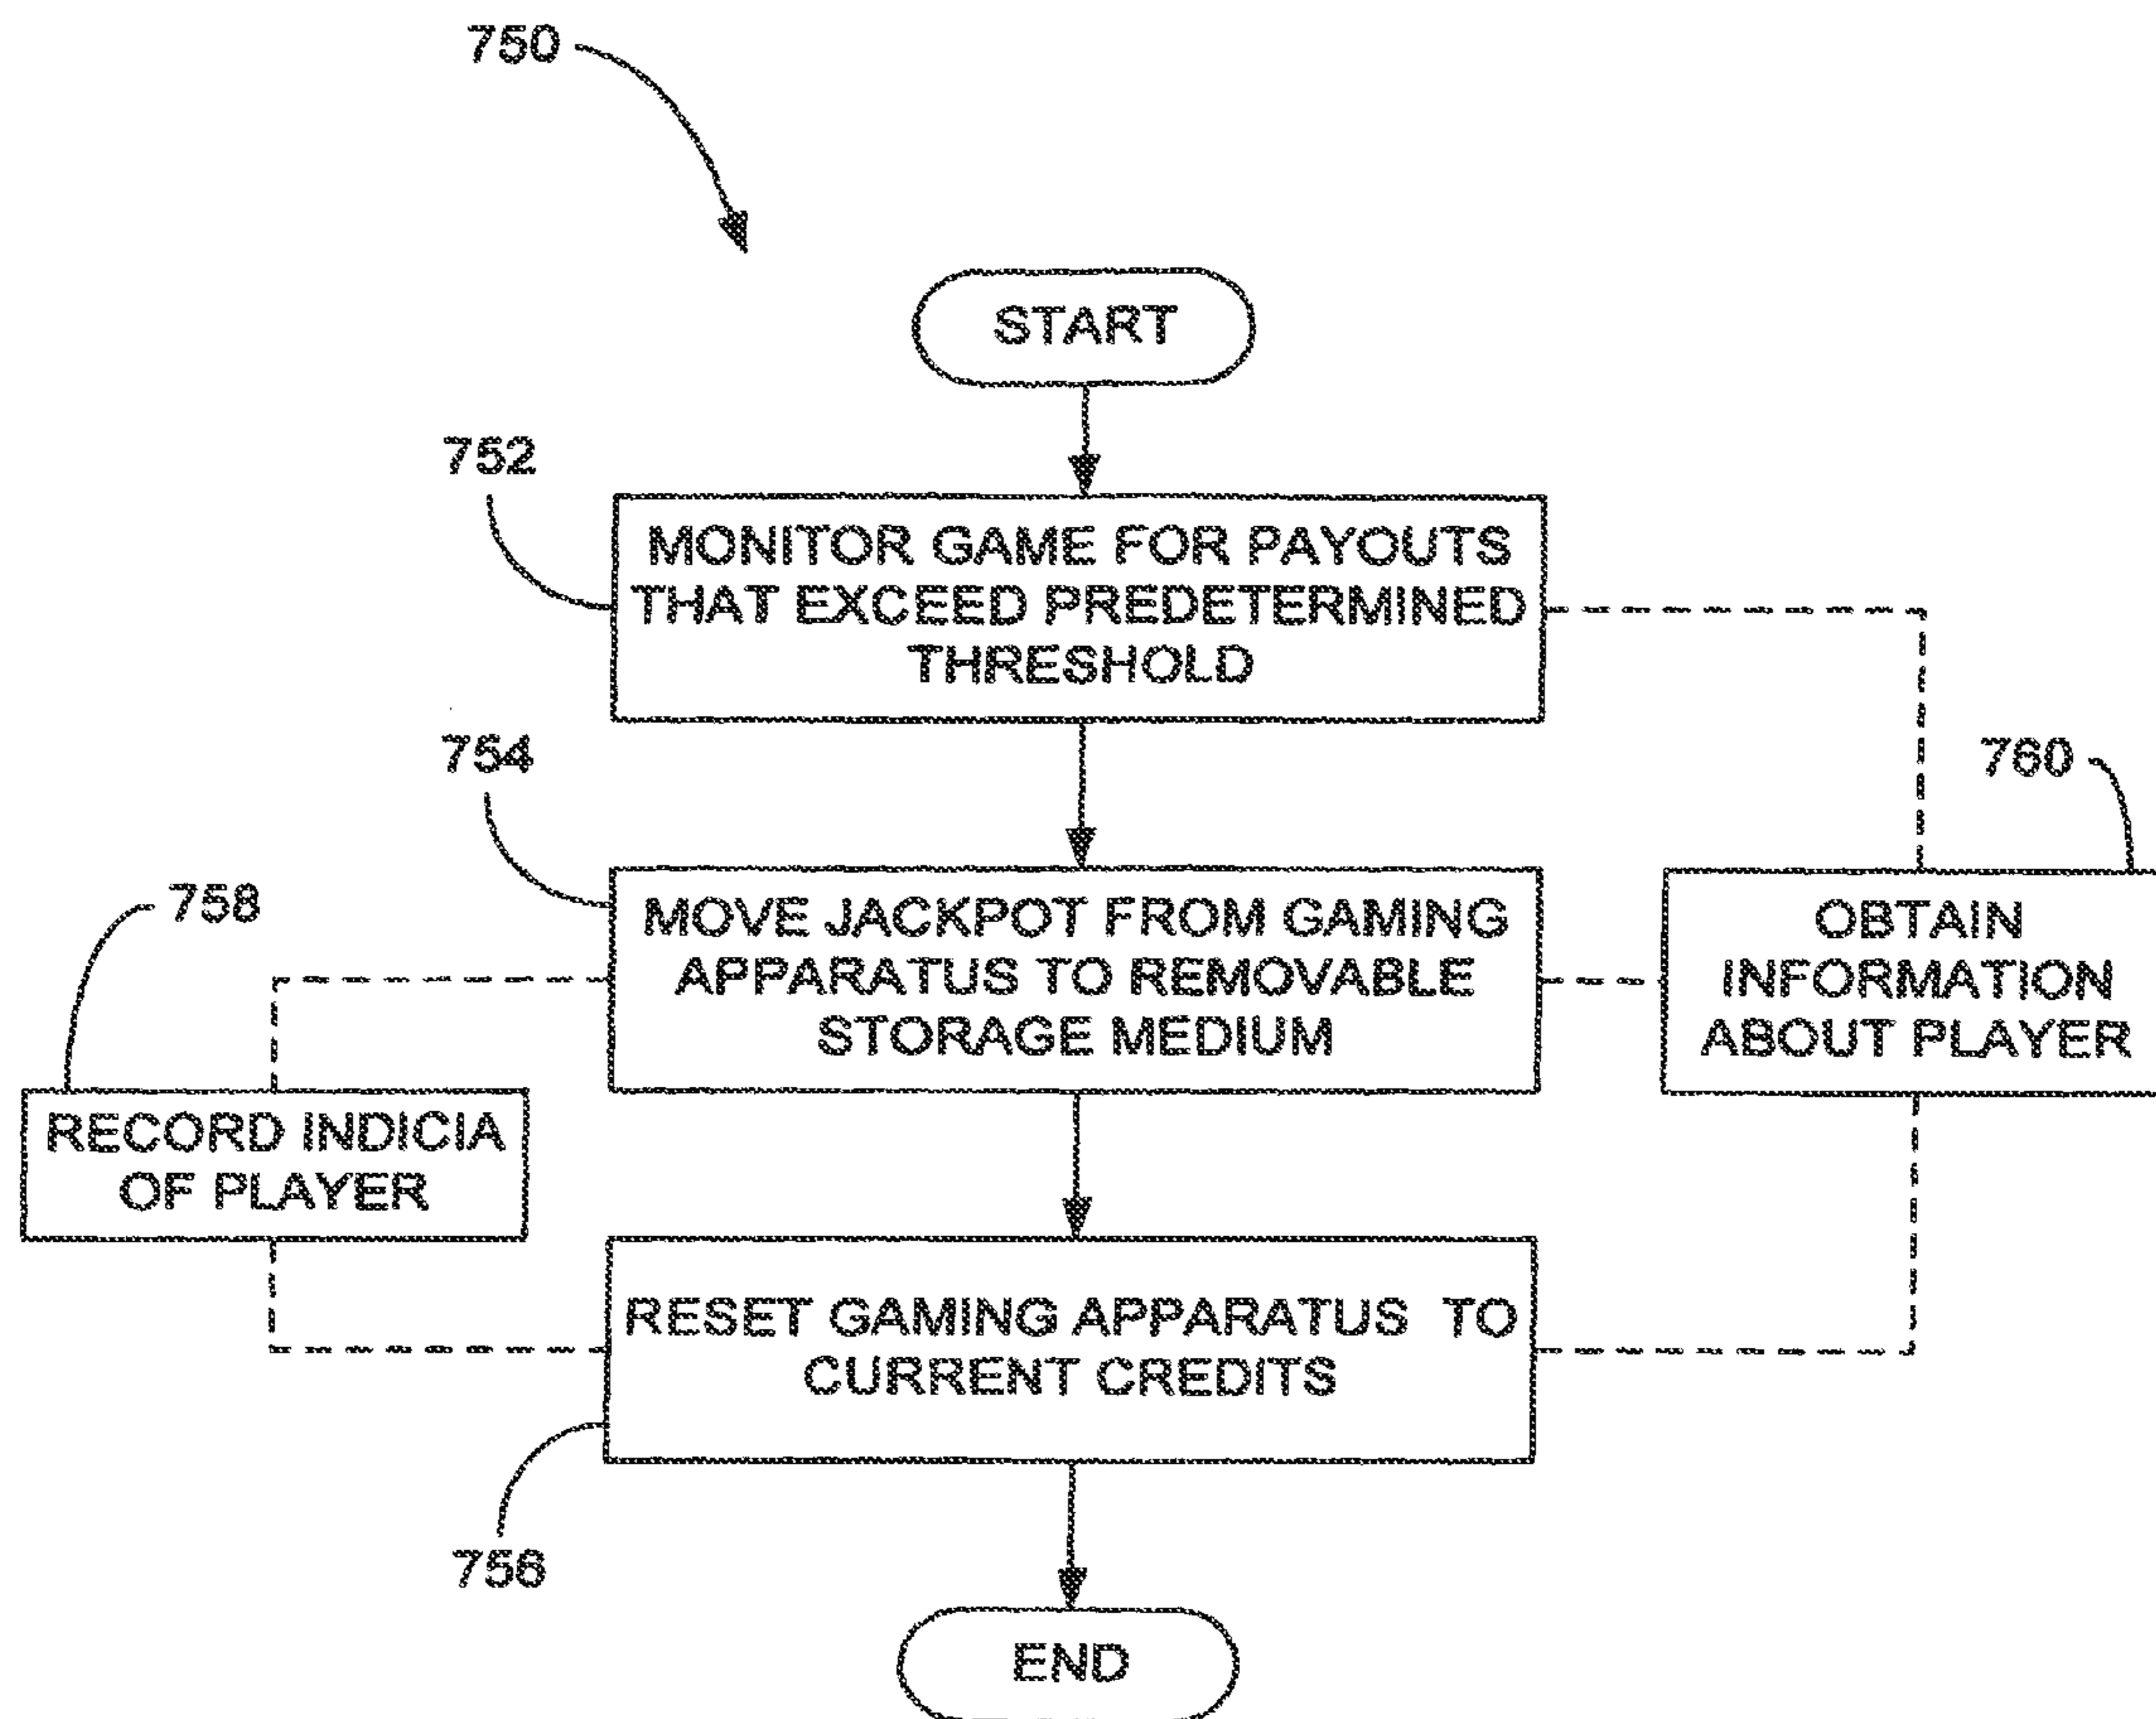 750
START
752
MONITOR GAME FOR PAYOUTS
THAT EXCEED PREDETERMINED
THRESHOLD
754
760
MOVE JACKPOT FROM GAMING
APPARATUS TO REMOVABLE
STORAGE MEDIUM
OBTAIN
INFORMATION
ABOUT PLAYER
758
RECORD INDICIA
OF PLAYER
RESET GAMING APPARATUS TO
CURRENT CREDITS
756
END